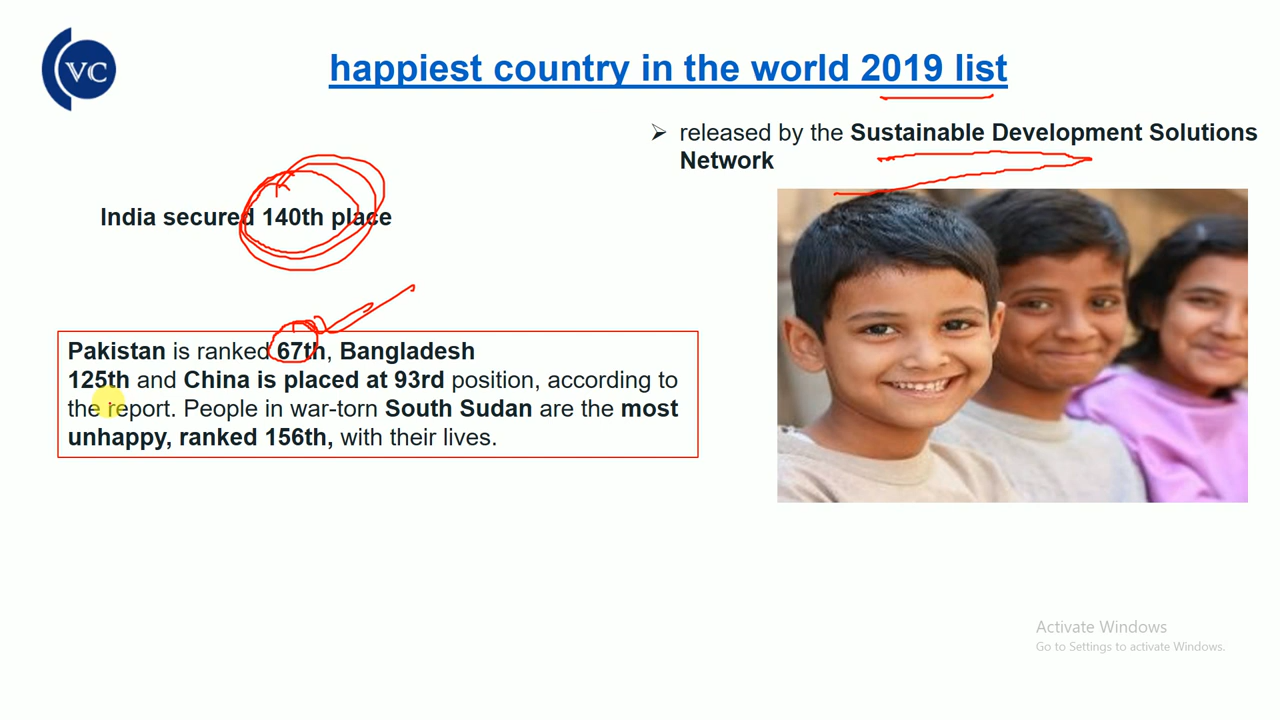 VC
happiest country in the world 2019 list
➢ released by the Sustainable Development Solutions
Network
India secured 140th place
Pakistan is ranked 67th, Bangladesh
125th and China is placed at 93rd position, according to
the report. People in war-torn South Sudan are the most
unhappy, ranked 156th, with their lives.
Activate Windows
Go to Settings to activate Windows.